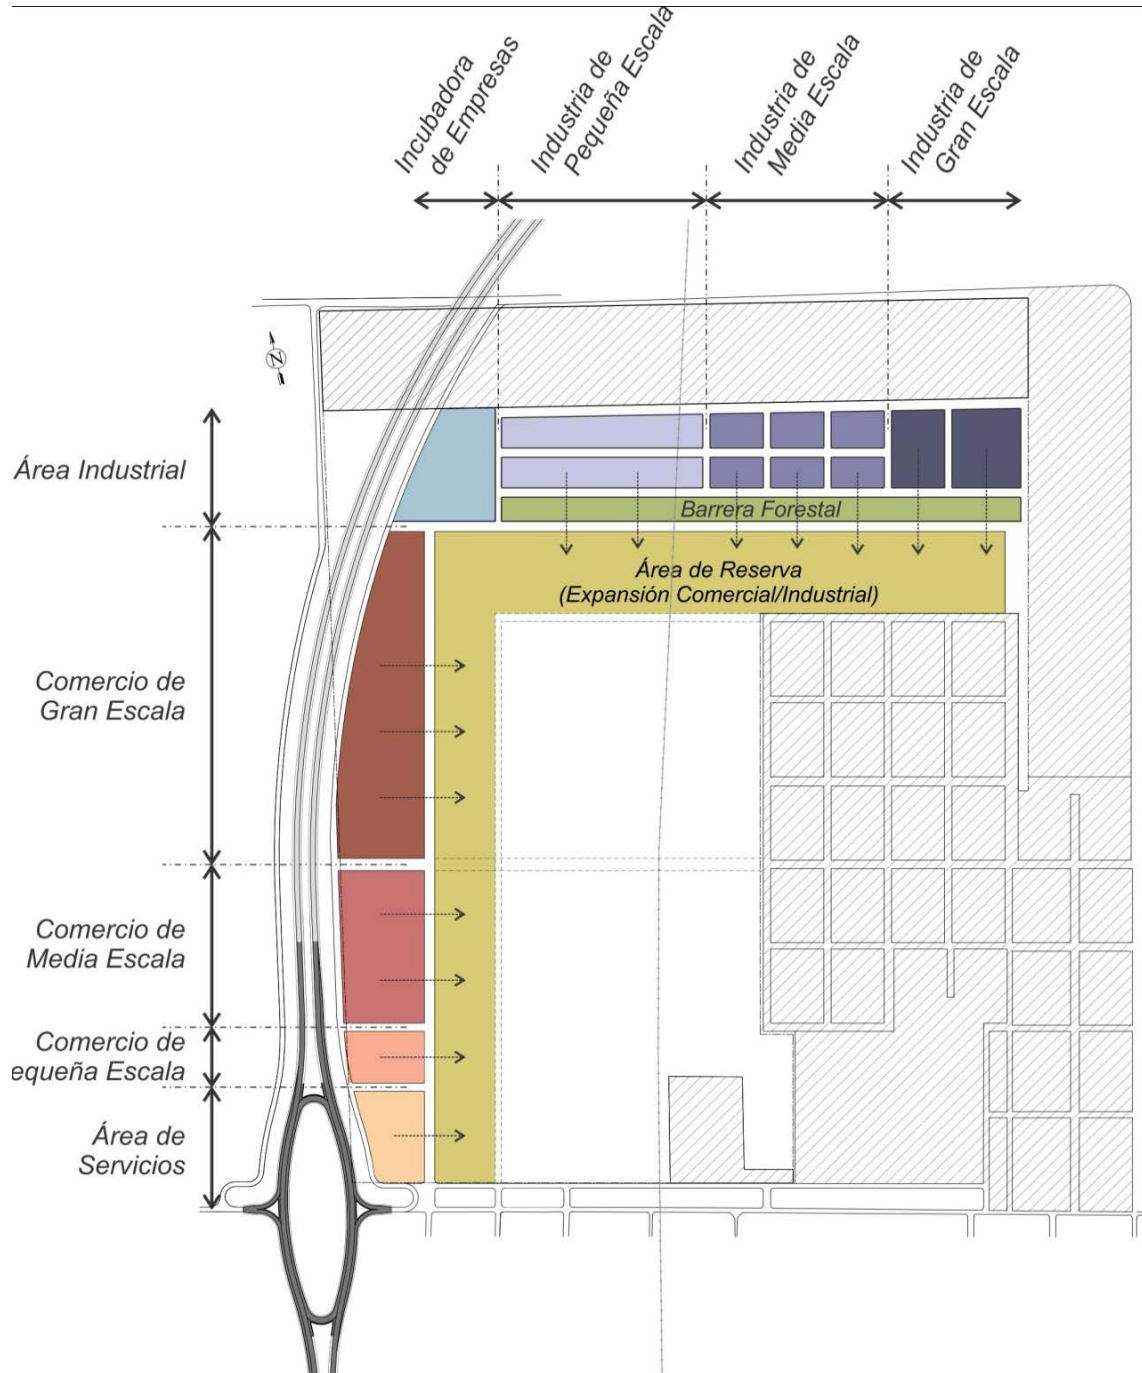 Incubadora
de Empresas
Industria de
Pequeña Escala
Industria de
Media Escala
Industria de
Gran Escala
N
Área Industrial
Barrera Forestal
Área de Reserva
(Expansión Comercial/Industrial)
Comercio de
Gran Escala
Comercio de
Media Escala
Comercio de
equeña Escala
Área de
Servicios